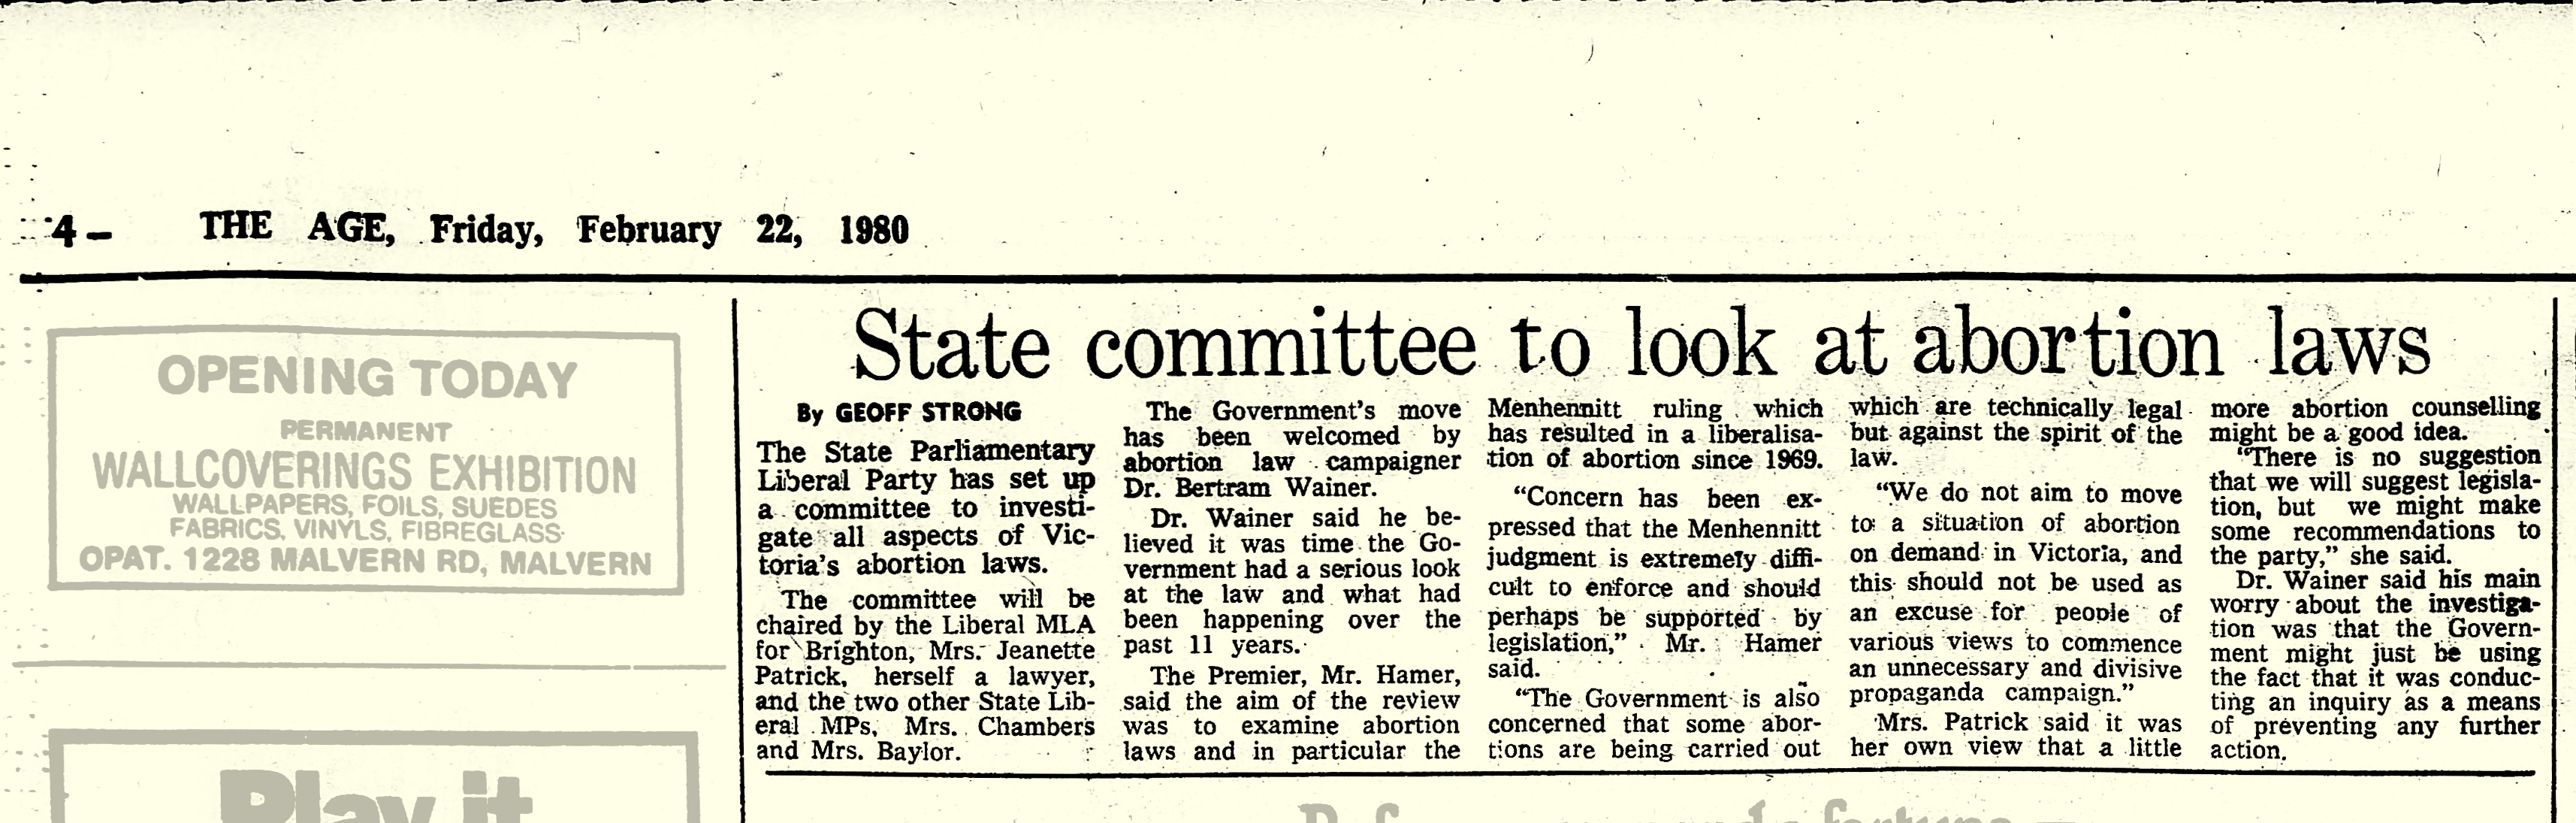 4 – THE AGE, Friday, February 22, 1980
OPENING TODAY
PERMANENT
WALLCOVERINGS EXHIBITION
WALLPAPERS, FOILS, SUEDES
FABRICS, VINYLS, FIBREGLASS
OPAT. 1228 MALVERN RD, MALVERN
Play it
State committee to look at abortion laws
By GEOFF STRONG
The State Parliamentary
Liberal Party has set up
a committee to investi-
gate all aspects of Vic-
toria's abortion laws.
The committee will be
chaired by the Liberal MLA
for Brighton, Mrs. Jeanette
Patrick, herself a lawyer,
and the two other State Lib-
eral MPs, Mrs. Chambers
and Mrs. Baylor.
The Government's move
has been welcomed by
abortion law campaigner
Dr. Bertram Wainer.
Dr. Wainer said he be-
lieved it was time the Go-
vernment had a serious look
at the law and what had
been happening over the
past 11 years.
The Premier, Mr. Hamer,
said the aim of the review
was to examine abortion
laws and in particular the
Menhennitt ruling which
has resulted in a liberalisa-
tion of abortion since 1969.
"Concern has been ex-
pressed that the Menhennitt
judgment is extremely diffi-
cult to enforce and should
perhaps be supported by
legislation," Mr. Hamer
said.
"The Government is also
concerned that some abor-
tions are being carried out
which are technically legal
but against the spirit of the
law.
"We do not aim to move
to a situation of abortion
on demand in Victoria, and
this should not be used as
an excuse for people of
various views to commence
an unnecessary and divisive
propaganda campaign."
Mrs. Patrick said it was
her own view that a little
more abortion counselling
might be a good idea.
"There is no suggestion
that we will suggest legisla-
tion, but we might make
some recommendations to
the party," she said.
Dr. Wainer said his main
worry about the investiga-
tion was that the Govern-
ment might just be using
the fact that it was conduc-
ting an inquiry as a means
of preventing any further
action.